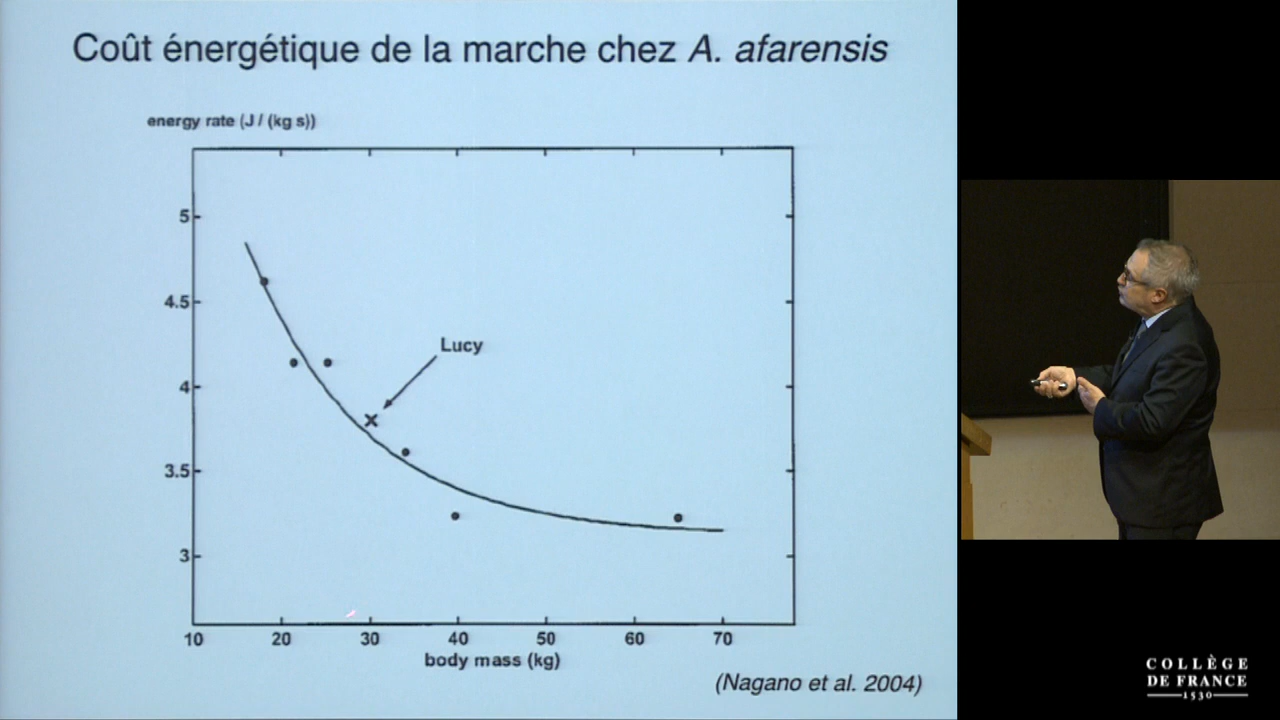 Coût énergétique de la marche chez A. afarensis
energy rate (J / (kg s))
5
4.5
4
3.5
3
Lucy
10 20 30 40 50 60 70
body mass (kg)
(Nagano et al. 2004)
COLLÈGE
DE FRANCE
1530